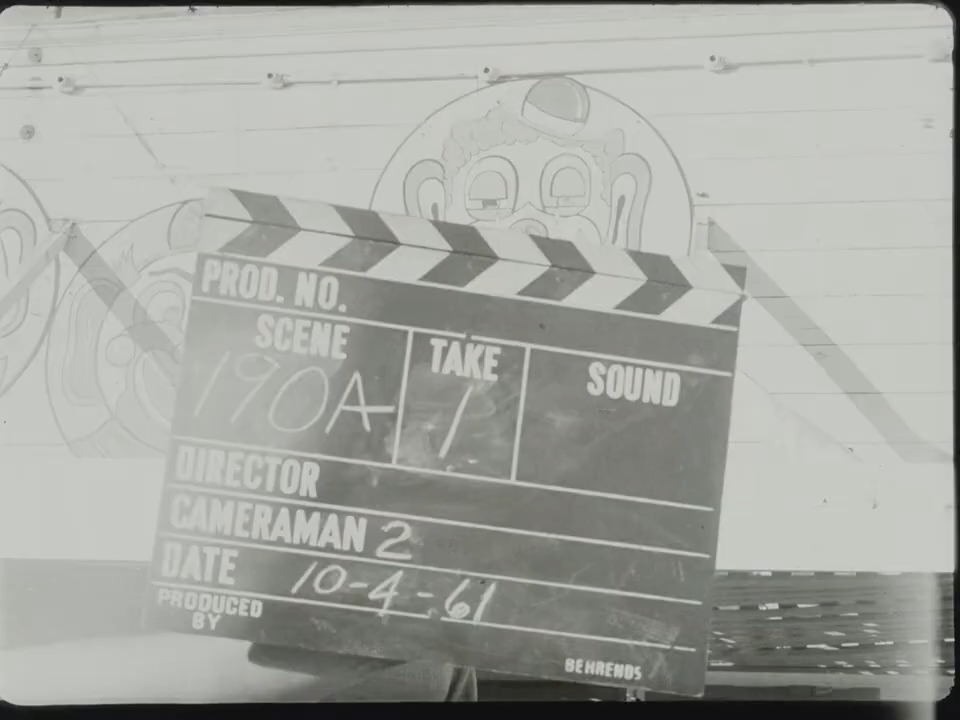 PROD. NO.
SCENE TAKE SOUND
190A 1
DIRECTOR
CAMERAMAN 2
DATE 10-4-61
PRODUCED
BY
BEHRENDS